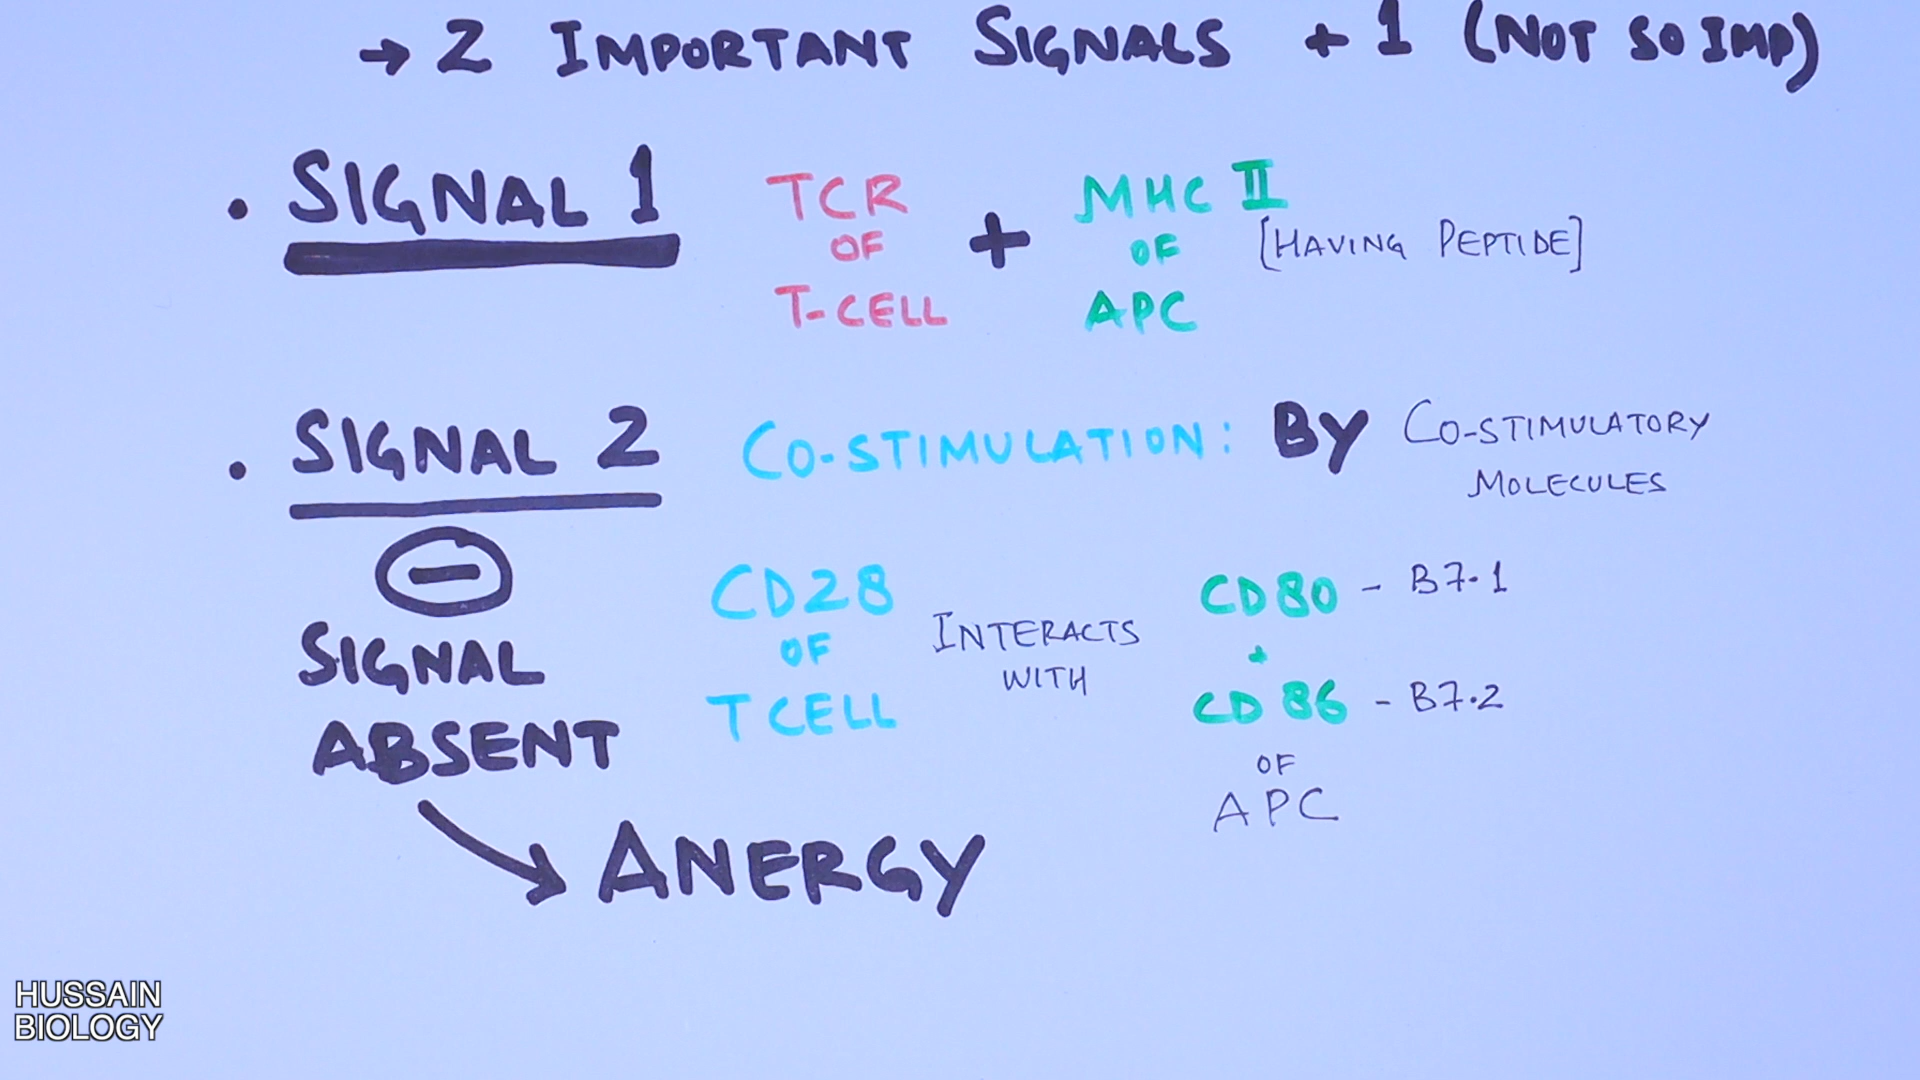 → 2 IMPORTANT SIGNALS + 1 (NOT SO IMP)
• SIGNAL 1
TCR
OF
T-CELL
+
MHC II
OF
APC
[HAVING PEPTIDE]
• SIGNAL 2
CO-STIMULATION: BY CO-STIMULATORY
MOLECULES
−
SIGNAL
ABSENT
→ ANERGY
CD28
OF
T CELL
INTERACTS
WITH
CD80 - B7.1
+
CD86 - B7.2
OF
APC
HUSSAIN
BIOLOGY